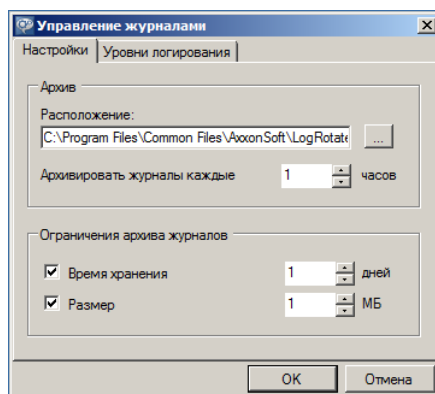 Управление журналами
Настройки Уровни логирования
Архив
Расположение:
C:\Program Files\Common Files\AxxonSoft\LogRotate
...
Архивировать журналы каждые 1 часов
Ограничения архива журналов
Время хранения 1 дней
Размер 1 МБ
OK Отмена